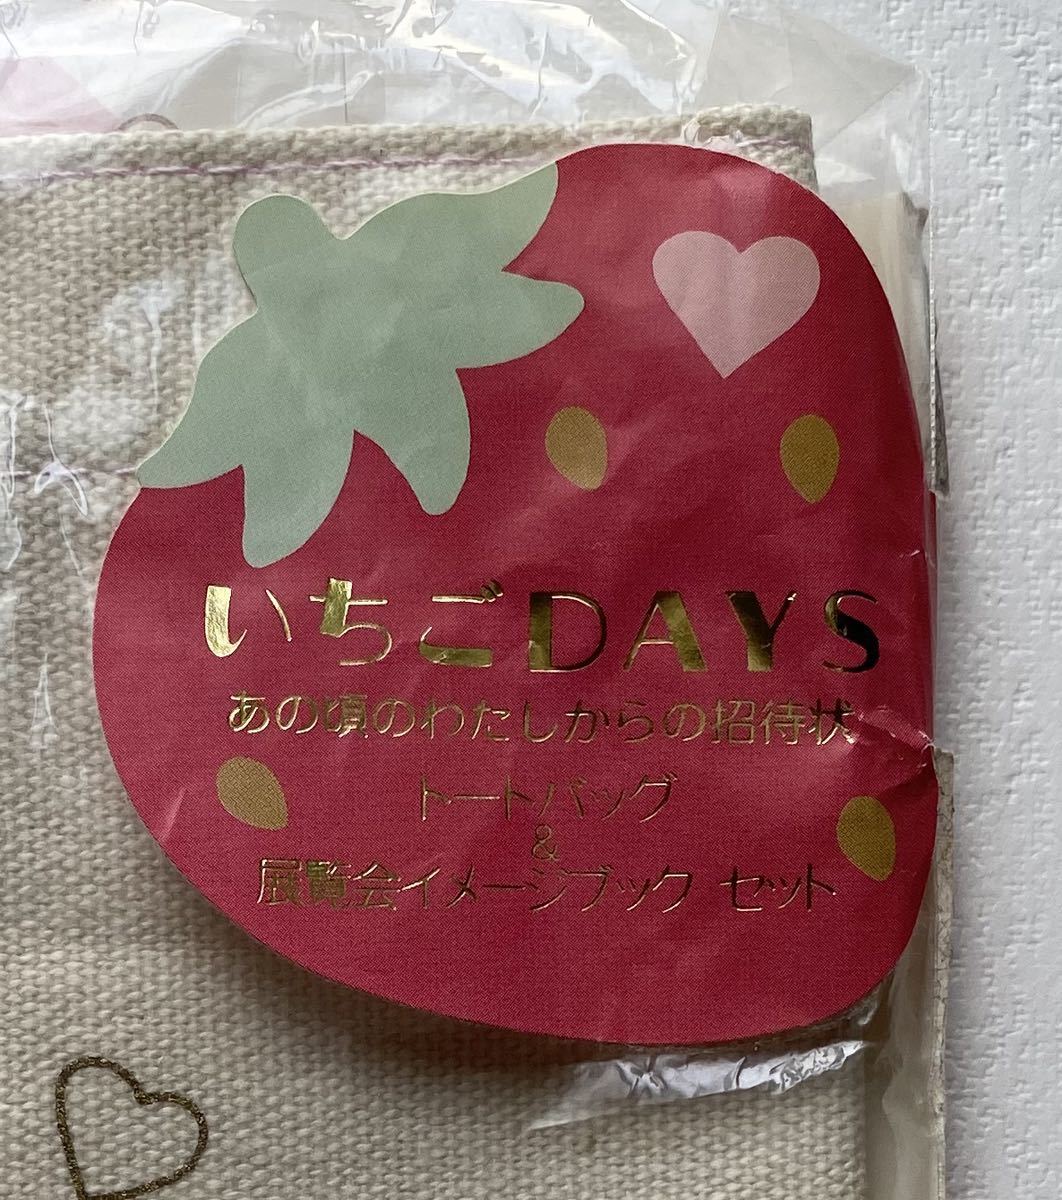 いちごDAYS
あの頃のわたしからの招待状
トートバッグ
&
展覧会イメージブック セット